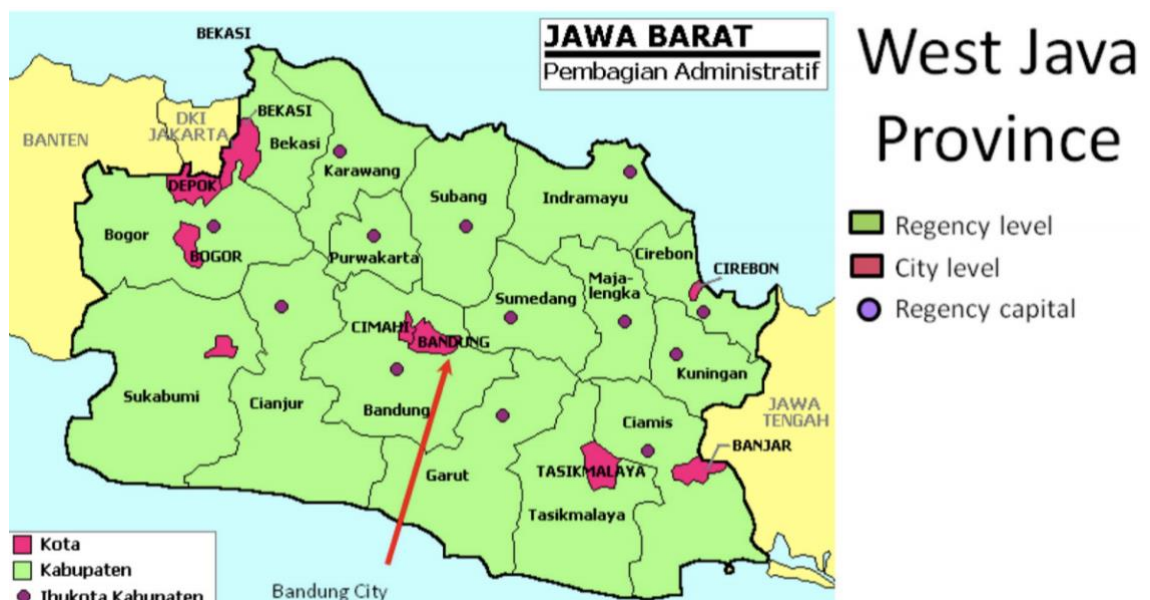 BEKASI
JAWA BARAT
Pembagian Administratif
West Java
Province
BANTEN
DKI
JAKARTA
BEKASI
Bekasi
Karawang
DEPOK
Subang
Indramayu
Bogor
BOGOR
Purwakarta
Cirebon
CIREBON
Maja-
lengka
Sumedang
CIMAHI
BANDUNG
Kuningan
Sukabumi
Cianjur
Bandung
Ciamis
JAWA
TENGAH
BANJAR
Garut
TASIKMALAYA
Tasikmalaya
Regency level
City level
Regency capital
Kota
Kabupaten
Ibukota Kabupaten
Bandung City